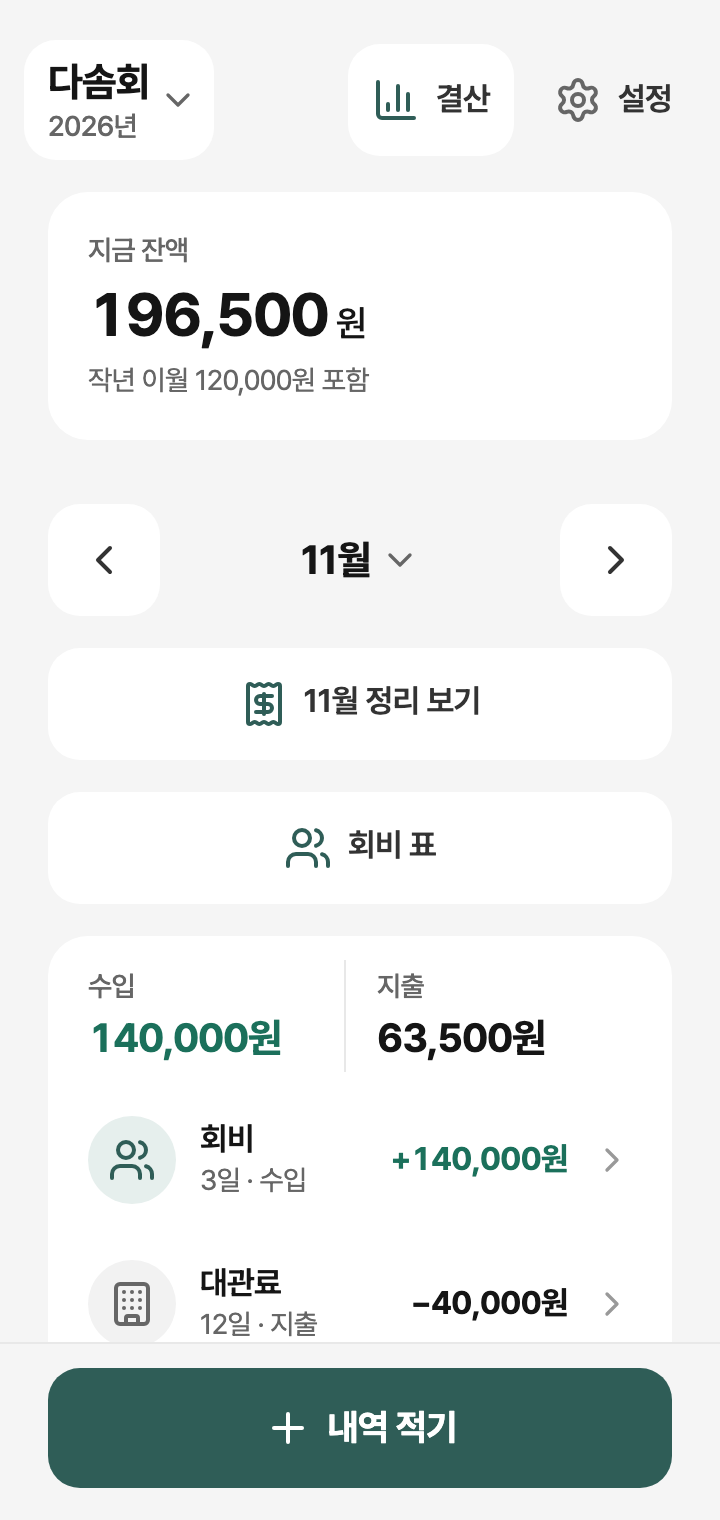 다솜회
2026년
결산
설정
지금 잔액
196,500원
작년 이월 120,000원 포함
11월
11월 정리 보기
회비 표
수입
140,000원
지출
63,500원
회비
3일 · 수입
+140,000원
대관료
12일 · 지출
−40,000원
내역 적기